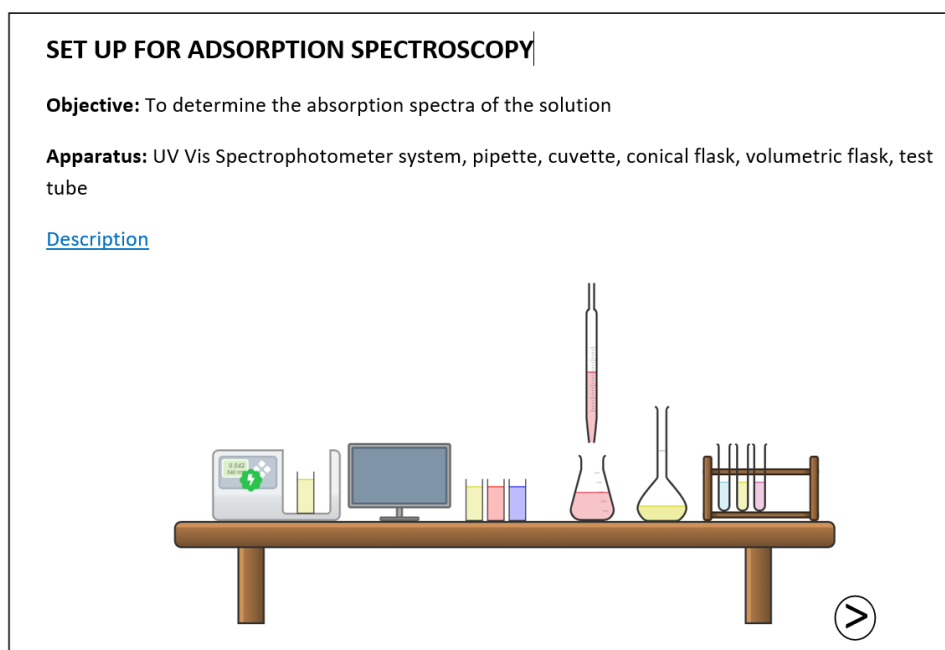 SET UP FOR ADSORPTION SPECTROSCOPY
Objective: To determine the absorption spectra of the solution
Apparatus: UV Vis Spectrophotometer system, pipette, cuvette, conical flask, volumetric flask, test
tube
Description
0.042
>